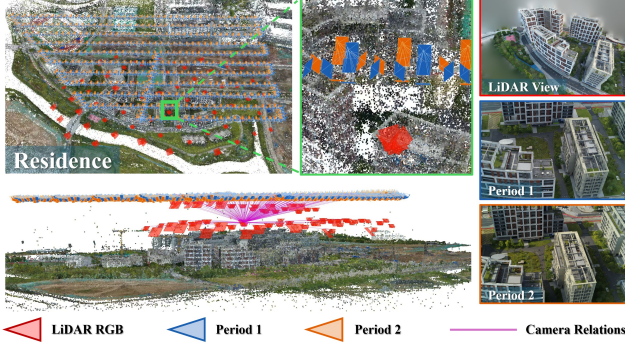 Residence
LiDAR View
Period 1
Period 2
LiDAR RGB
Period 1
Period 2
Camera Relations